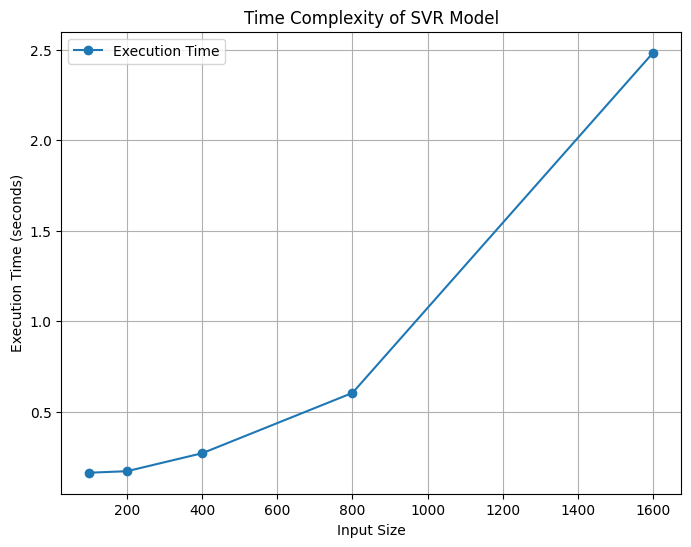 Time Complexity of SVR Model
Execution Time
2.5
2.0
1.5
1.0
0.5
Execution Time (seconds)
200 400 600 800 1000 1200 1400 1600
Input Size